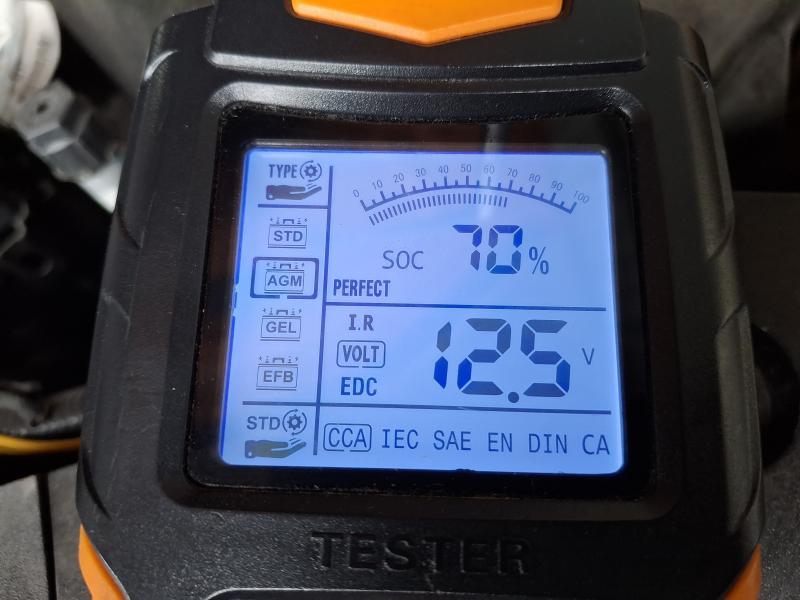 TYPE
0 10 20 30 40 50 60 70 80 90 100
STD
SOC 70 %
AGM
PERFECT
GEL
I.R
VOLT
12.5 V
EFB
EDC
STD
CCA IEC SAE EN DIN CA
TESTER